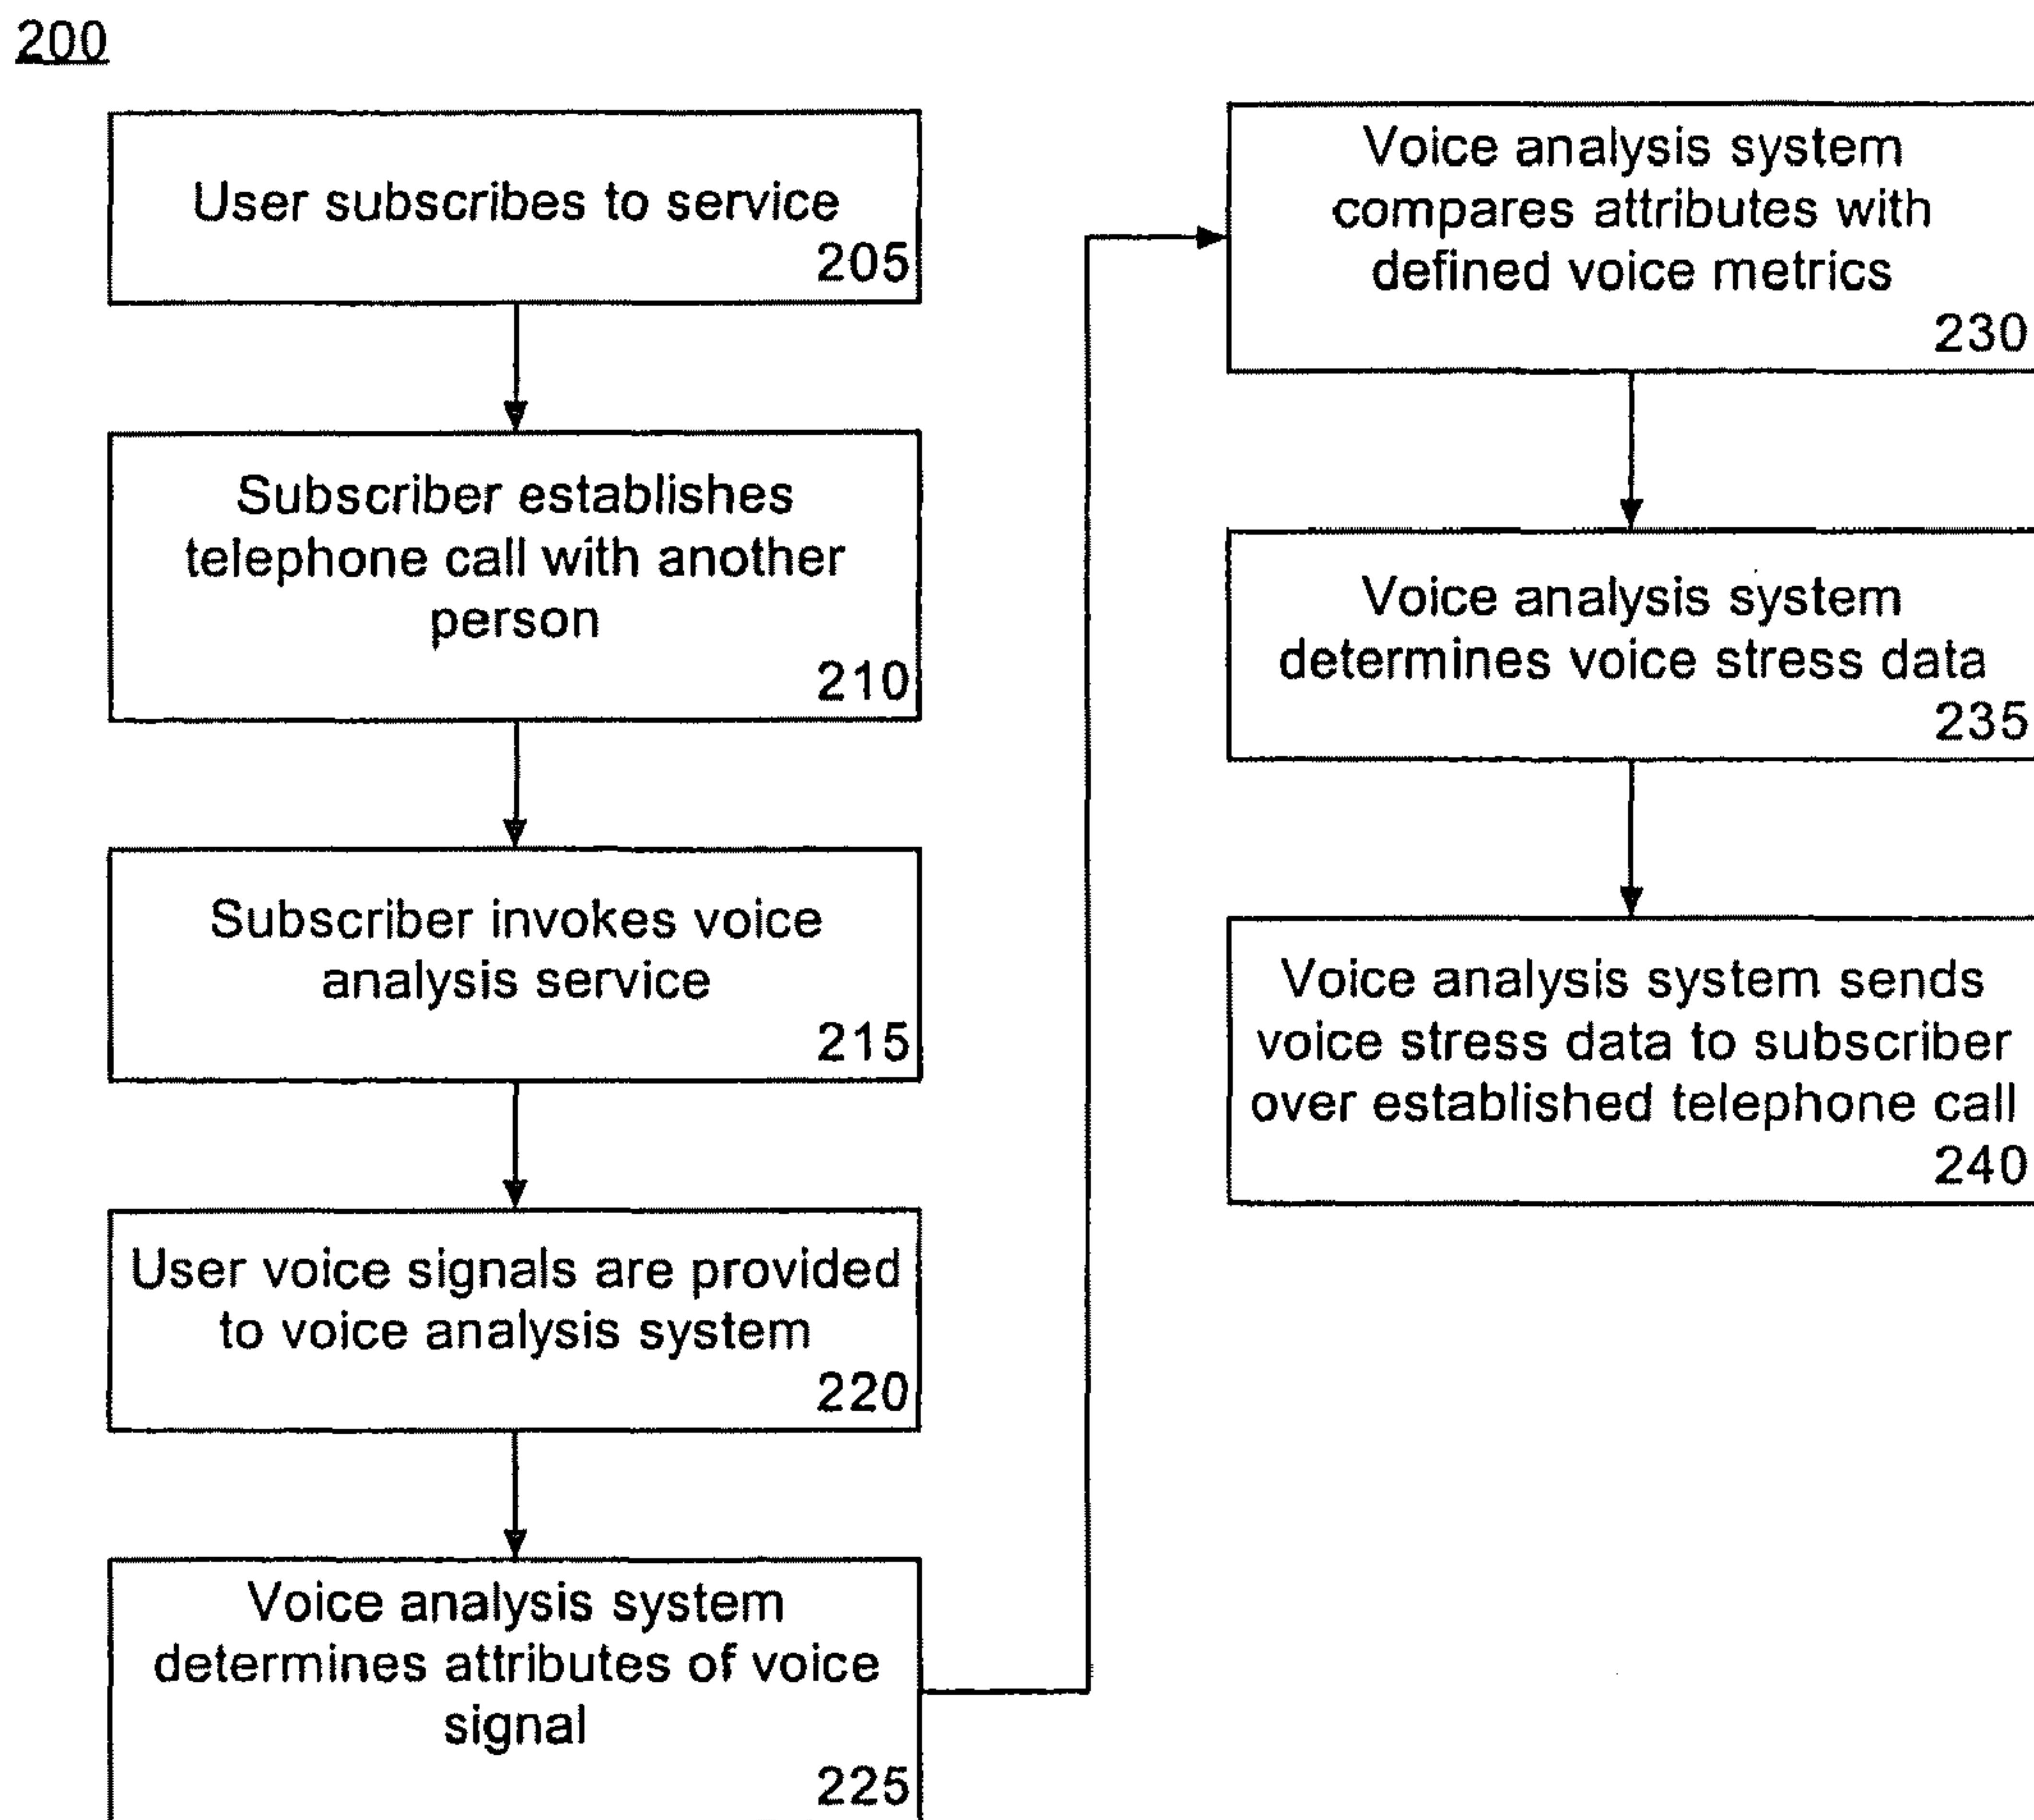 200
User subscribes to service
205
Subscriber establishes
telephone call with another
person
210
Subscriber invokes voice
analysis service
215
User voice signals are provided
to voice analysis system
220
Voice analysis system
determines attributes of voice
signal
225
Voice analysis system
compares attributes with
defined voice metrics
230
Voice analysis system
determines voice stress data
235
Voice analysis system sends
voice stress data to subscriber
over established telephone call
240